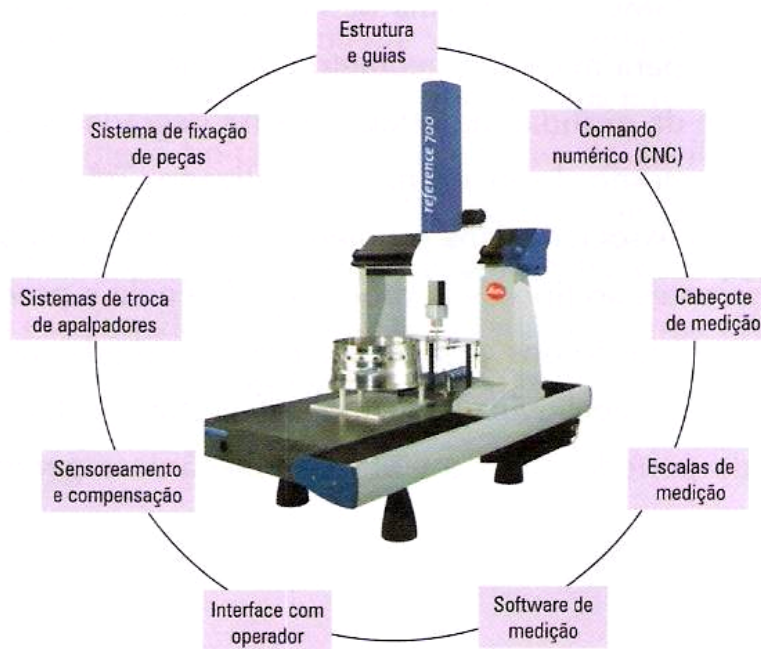 Estrutura
e guias
Comando
numérico (CNC)
Cabeçote
de medição
Escalas de
medição
Software de
medição
Interface com
operador
Sensoreamento
e compensação
Sistemas de troca
de apalpadores
Sistema de fixação
de peças
reference 700
Leitz